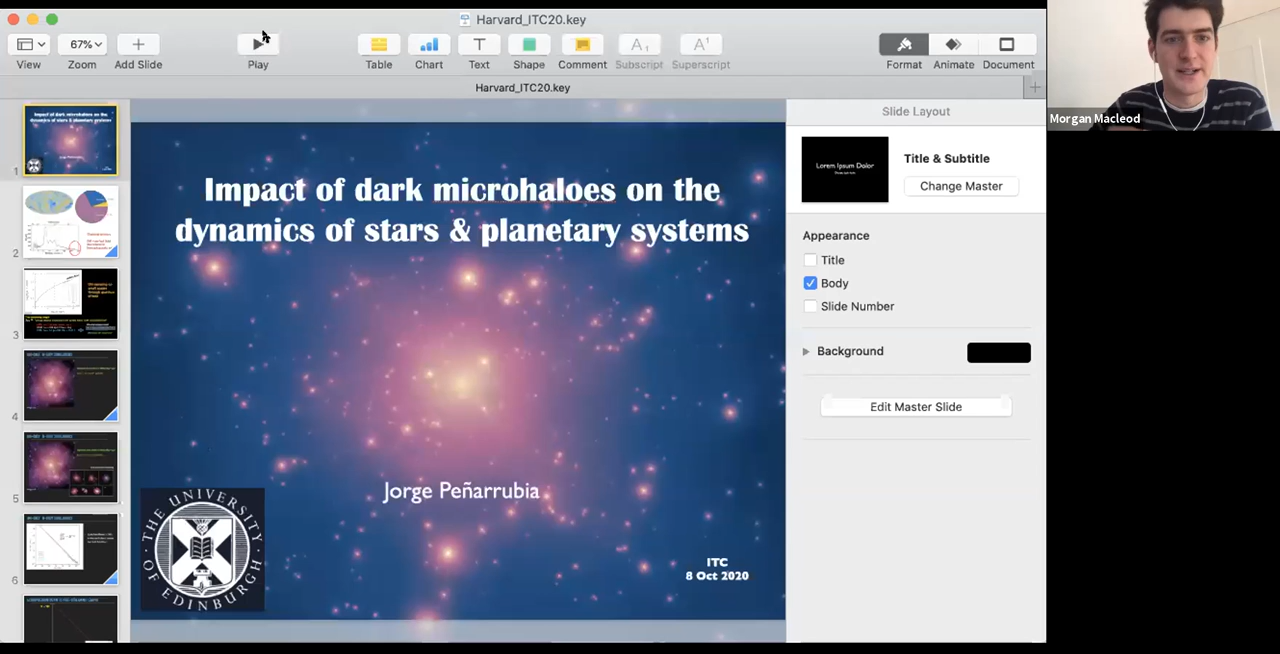 Harvard_ITC20.key
67%
View
Zoom
Add Slide
Play
Table
Chart
Text
Shape
Comment
Subscript
Superscript
Format
Animate
Document
Harvard_ITC20.key
Morgan Macleod
Slide Layout
Title & Subtitle
Change Master
Lorem Ipsum Dolor
Appearance
Title
Body
Slide Number
Background
Edit Master Slide
1
2
3
4
5
6
Impact of dark microhaloes on the
dynamics of stars & planetary systems
Jorge Peñarrubia
THE UNIVERSITY
OF EDINBURGH
ITC
8 Oct 2020